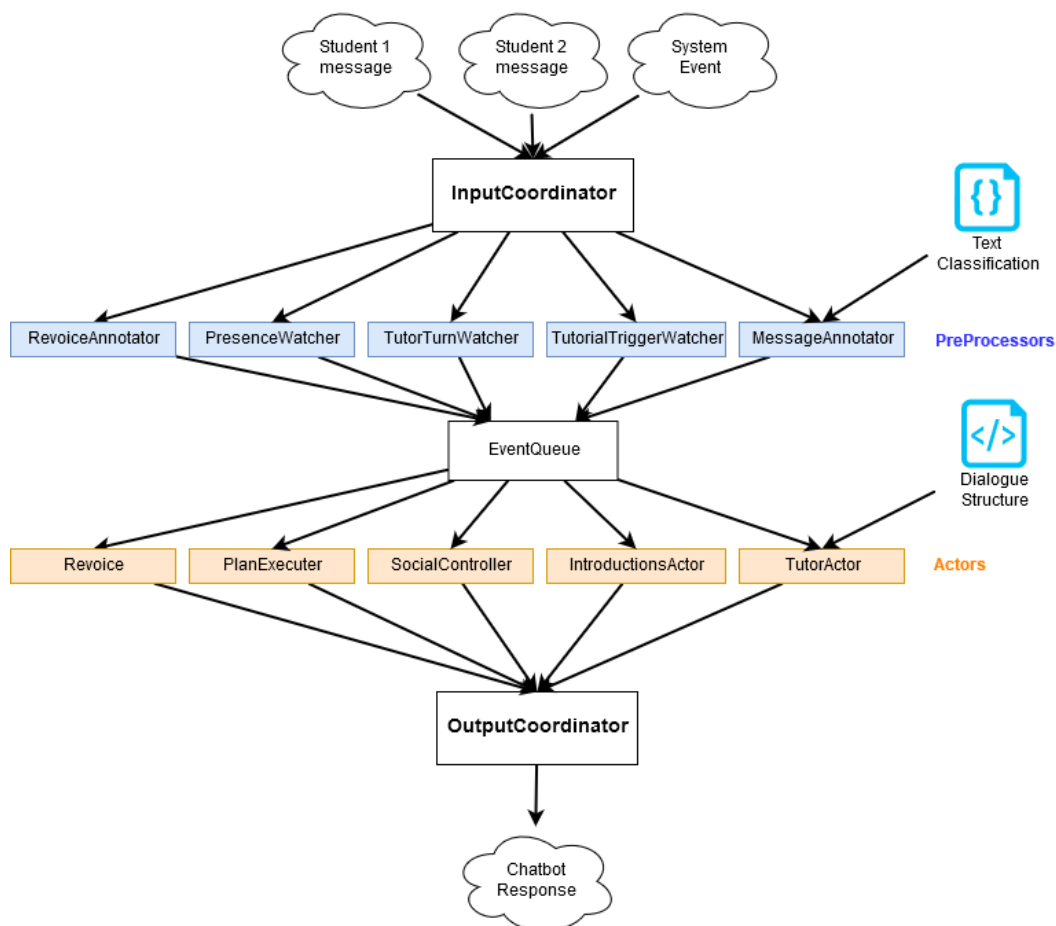 Student 1
message
Student 2
message
System
Event
InputCoordinator
{}
Text
Classification
RevoiceAnnotator
PresenceWatcher
TutorTurnWatcher
TutorialTriggerWatcher
MessageAnnotator
PreProcessors
EventQueue
</>
Dialogue
Structure
Revoice
PlanExecuter
SocialController
IntroductionsActor
TutorActor
Actors
OutputCoordinator
Chatbot
Response